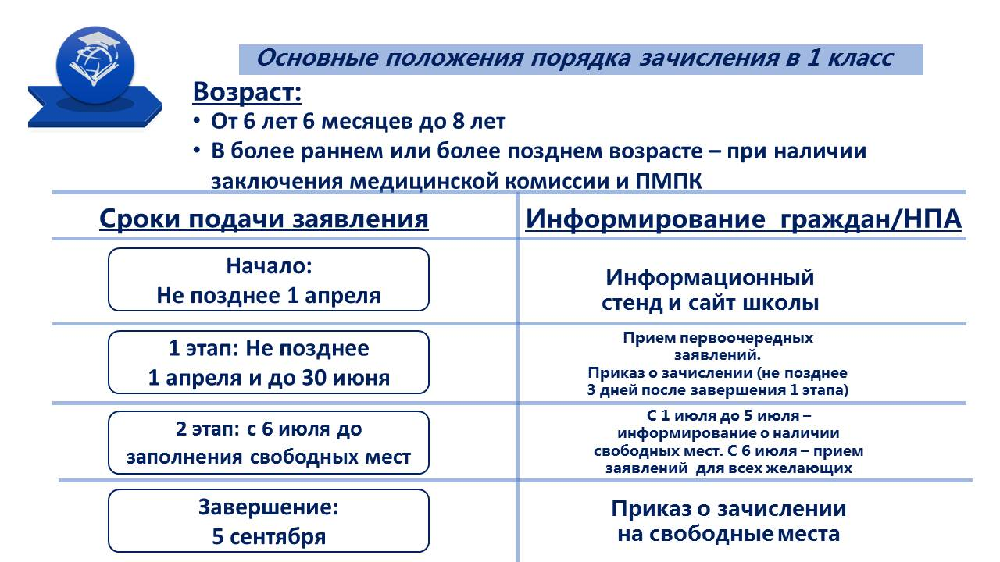 Основные положения порядка зачисления в 1 класс
Возраст:
• От 6 лет 6 месяцев до 8 лет
• В более раннем или более позднем возрасте – при наличии
заключения медицинской комиссии и ПМПК
Сроки подачи заявления
Информирование граждан/НПА
Начало:
Не позднее 1 апреля
Информационный
стенд и сайт школы
1 этап: Не позднее
1 апреля и до 30 июня
Прием первоочередных
заявлений.
Приказ о зачислении (не позднее
3 дней после завершения 1 этапа)
2 этап: с 6 июля до
заполнения свободных мест
С 1 июля до 5 июля –
информирование о наличии
свободных мест. С 6 июля – прием
заявлений для всех желающих
Завершение:
5 сентября
Приказ о зачислении
на свободные места